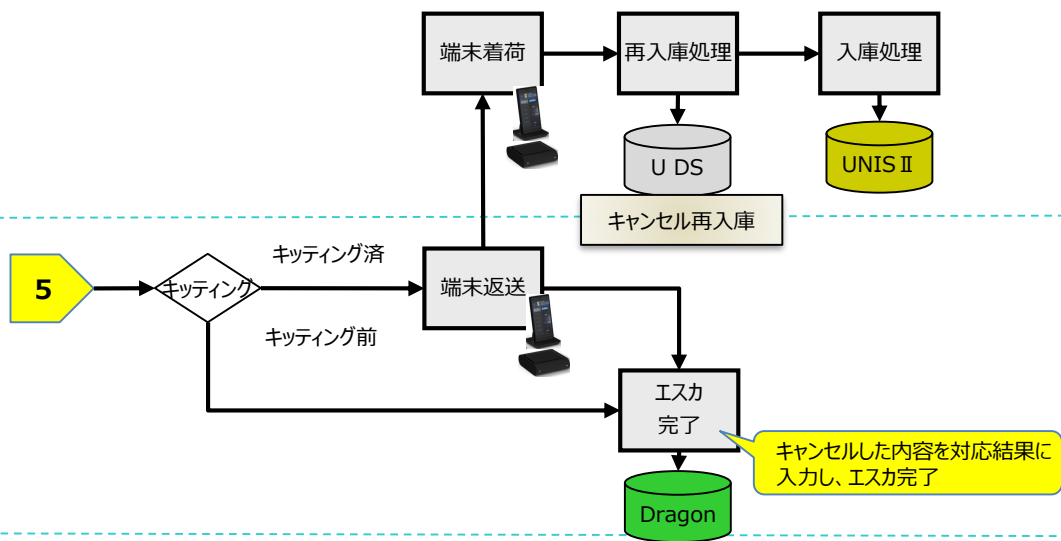 端末着荷
再入庫処理
入庫処理
U DS
UNISⅡ
キャンセル再入庫
5
キッティング
キッティング済
キッティング前
端末返送
エスカ
完了
キャンセルした内容を対応結果に
入力し、エスカ完了
Dragon